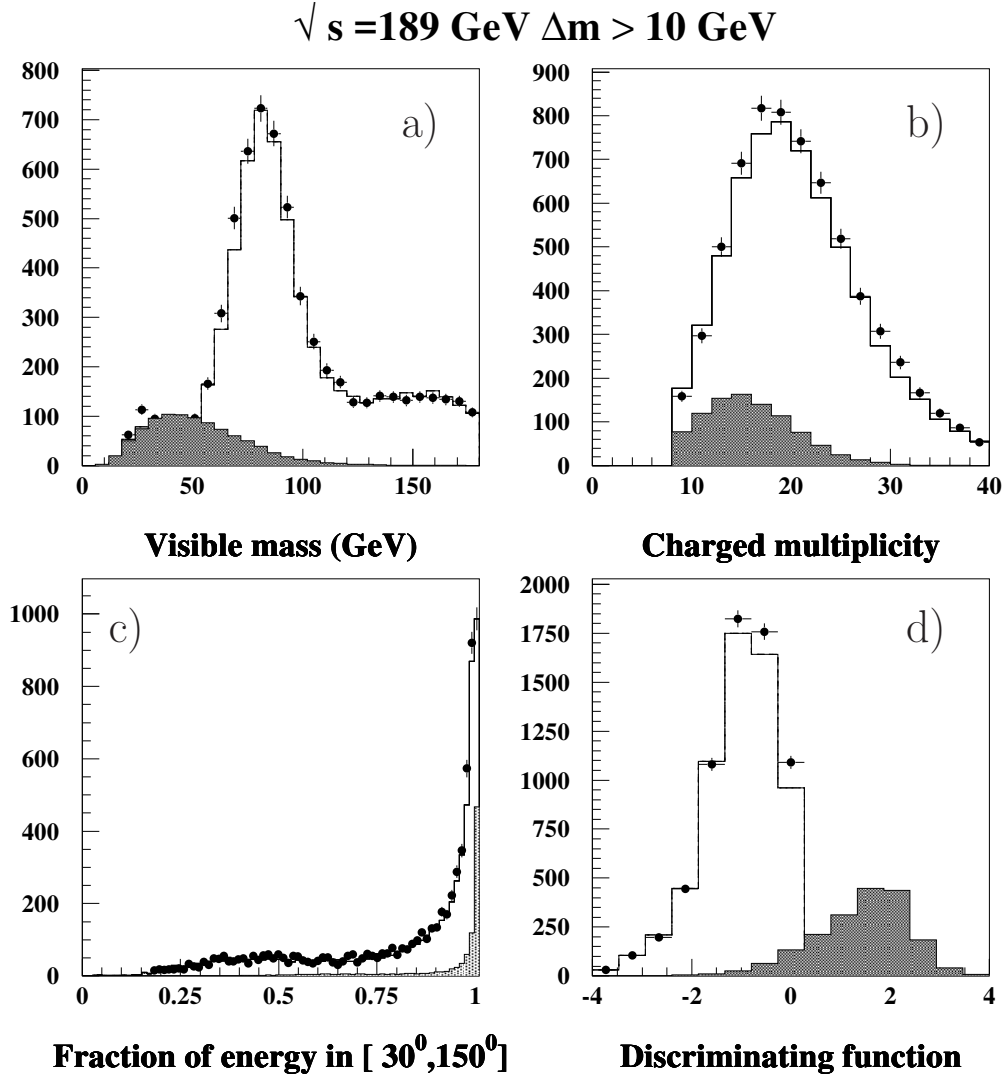 √ s =189 GeV Δm > 10 GeV
a)
800
700
600
500
400
300
200
100
0
0 50 100 150
Visible mass (GeV)
b)
900
800
700
600
500
400
300
200
100
0
0 10 20 30 40
Charged multiplicity
c)
1000
800
600
400
200
0
0 0.25 0.5 0.75 1
Fraction of energy in [ 30⁰,150⁰]
d)
2000
1750
1500
1250
1000
750
500
250
0
-4 -2 0 2 4
Discriminating function